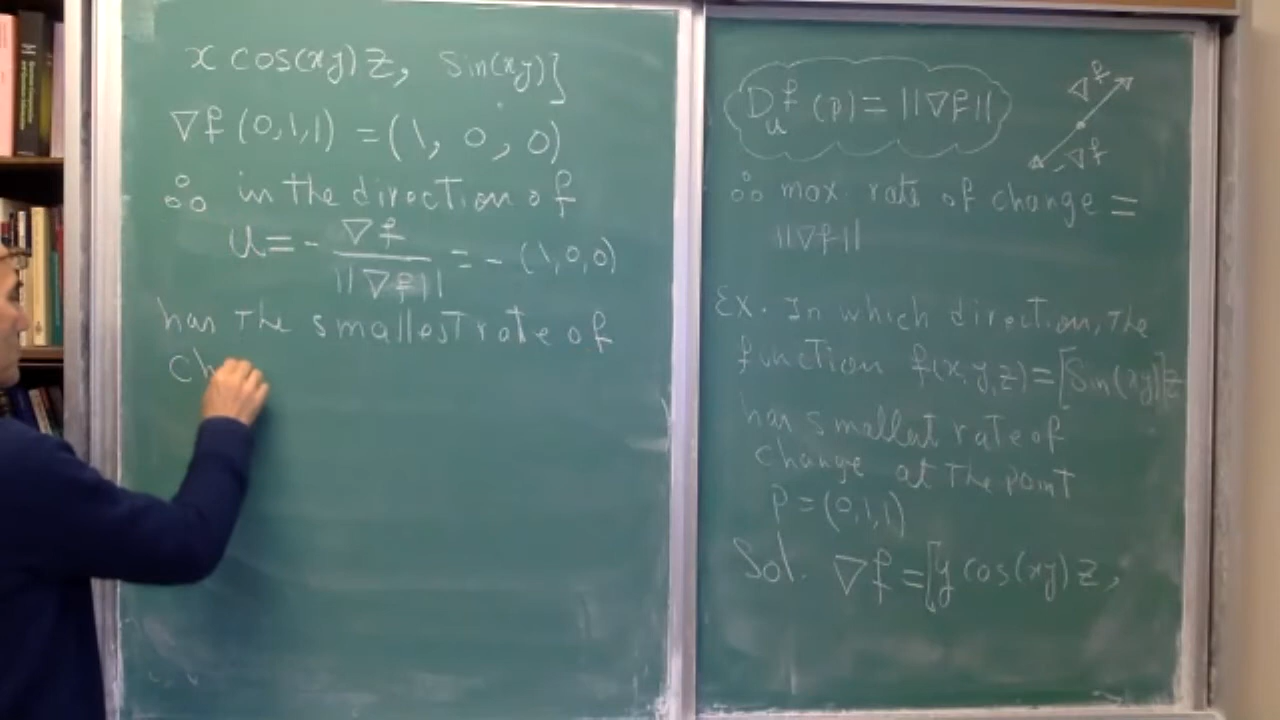 x cos(xy) z, sin(xy)]
∇f (0,1,1) = (1, 0, 0)
∴ in the direction of
u = - ∇f / ||∇f|| = - (1,0,0)
has the smallest rate of
Ch
D_u f (p) = ||∇f||
∇f
-∇f
∴ max. rate of change =
||∇f||
Ex. In which direction, the
function f(x,y,z) = [Sin(xy)]z
has smallest rate of
change at the point
P = (0,1,1)
Sol. ∇f = [y cos(xy) z,